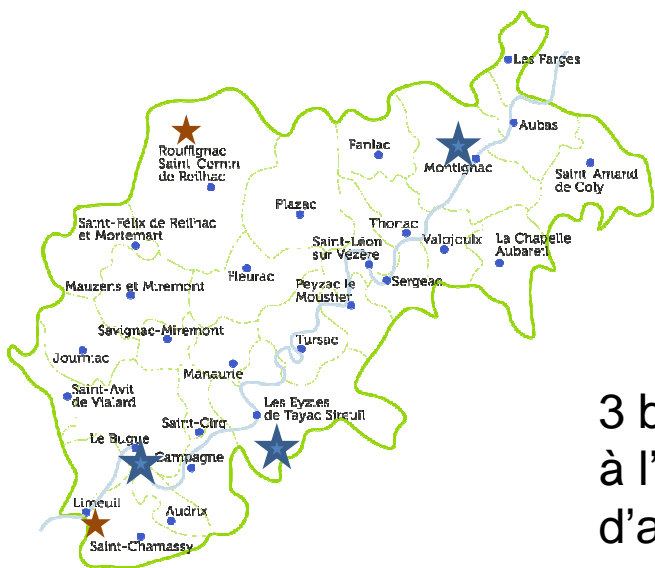 Les Farges
Aubas
Fanlac
Montignac
Rouffignac
Saint-Cernin
de Reilhac
Saint Amand
de Coly
Plazac
Thonac
Saint-Félix de Reilhac
et Mortemart
Saint-Léon
sur Vézère
Valojoulx
La Chapelle
Aubareil
Fleurac
Sergeac
Peyzac le
Moustier
Mauzens et Miremont
Savignac-Miremont
Tursac
Journiac
Manaurie
Saint-Avit
de Vialard
Les Eyzies
de Tayac Sireuil
3 b
Saint-Cirq
Le Bugue
Campagne
à l’
Limeuil
Audrix
d’a
Saint-Chamassy